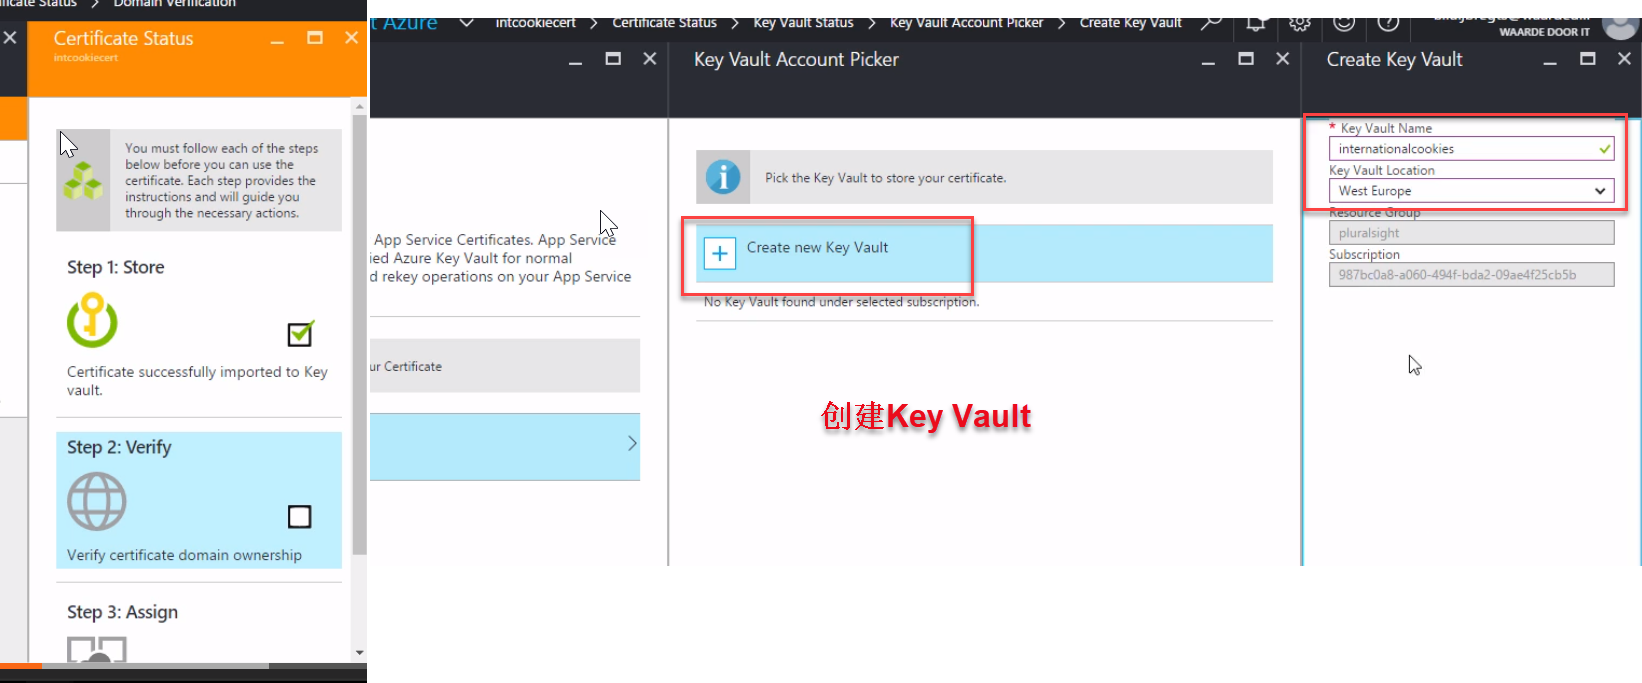 Status > Domain Verification
Certificate Status
intcookiecert
You must follow each of the steps
below before you can use the
certificate. Each step provides the
instructions and will guide you
through the necessary actions.
Step 1: Store
Certificate successfully imported to Key
vault.
Step 2: Verify
Verify certificate domain ownership
Step 3: Assign
t Azure
intcookiecert > Certificate Status > Key Vault Status > Key Vault Account Picker > Create Key Vault
WAARDE DOOR IT
App Service Certificates. App Service
ied Azure Key Vault for normal
d rekey operations on your App Service
ur Certificate
Key Vault Account Picker
Pick the Key Vault to store your certificate.
Create new Key Vault
No Key Vault found under selected subscription.
创建Key Vault
Create Key Vault
* Key Vault Name
internationalcookies
Key Vault Location
West Europe
Resource Group
pluralsight
Subscription
987bc0a8-a060-494f-bda2-09ae4f25cb5b